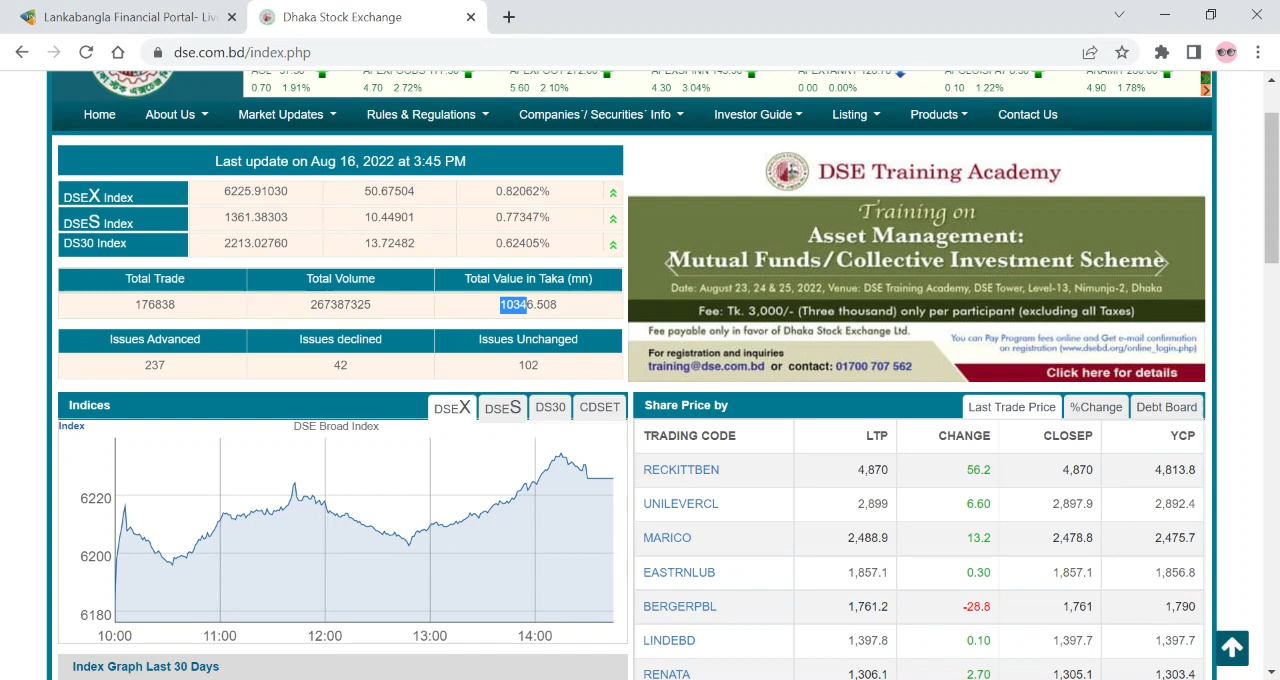 Lankabangla Financial Portal- Liv
Dhaka Stock Exchange
dse.com.bd/index.php
0.70 1.91% 4.70 2.72% 5.60 2.10% 4.30 3.04% 0.00 0.00% 0.10 1.22% 4.90 1.78%
Home About Us Market Updates Rules & Regulations Companies`/ Securities` Info Investor Guide Listing Products Contact Us
Last update on Aug 16, 2022 at 3:45 PM
DSEX Index 6225.91030 50.67504 0.82062%
DSES Index 1361.38303 10.44901 0.77347%
DS30 Index 2213.02760 13.72482 0.62405%
Total Trade Total Volume Total Value in Taka (mn)
176838 267387325 10346.508
Issues Advanced Issues declined Issues Unchanged
237 42 102
DSE Training Academy
Training on
Asset Management:
Mutual Funds/Collective Investment Scheme
Date: August 23, 24 & 25, 2022, Venue: DSE Training Academy, DSE Tower, Level-13, Nimunja-2, Dhaka
Fee: Tk. 3,000/- (Three thousand) only per participant (excluding all Taxes)
Fee payable only in favor of Dhaka Stock Exchange Ltd.
For registration and inquiries
training@dse.com.bd or contact: 01700 707 562
You can Pay Program fees online and Get e-mail confirmation
on registration (www.dsebd.org/online_login.php)
Click here for details
Indices DSEX DSES DS30 CDSET
Index DSE Broad Index
6220
6200
6180
10:00 11:00 12:00 13:00 14:00
Index Graph Last 30 Days
Share Price by Last Trade Price %Change Debt Board
TRADING CODE LTP CHANGE CLOSEP YCP
RECKITTBEN 4,870 56.2 4,870 4,813.8
UNILEVERCL 2,899 6.60 2,897.9 2,892.4
MARICO 2,488.9 13.2 2,478.8 2,475.7
EASTRNLUB 1,857.1 0.30 1,857.1 1,856.8
BERGERPBL 1,761.2 -28.8 1,761 1,790
LINDEBD 1,397.8 0.10 1,397.7 1,397.7
RENATA 1,306.1 2.70 1,305.1 1,303.4